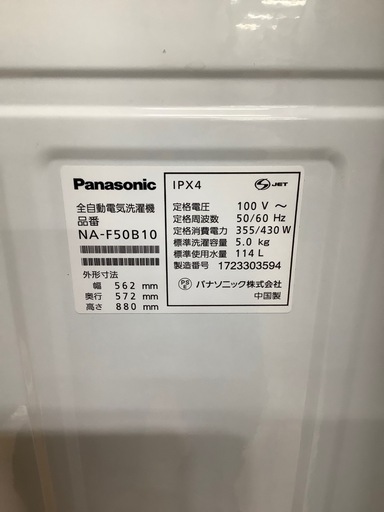 Panasonic
全自動電気洗濯機
品番
NA-F50B10
外形寸法
幅 562 mm
奥行 572 mm
高さ 880 mm
IPX4
S JET
定格電圧 100 V ～
定格周波数 50/60 Hz
定格消費電力 355/430 W
標準洗濯容量 5.0 kg
標準使用水量 114 L
製造番号 1723303594
PS E パナソニック株式会社
中国製